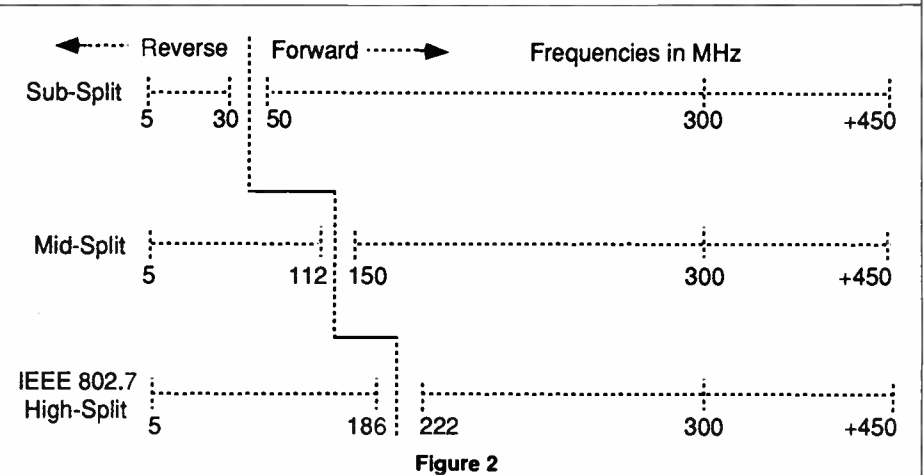 Reverse Forward Frequencies in MHz
Sub-Split
5 30 50 300 +450
Mid-Split
5 112 150 300 +450
IEEE 802.7
High-Split
5 186 222 300 +450
Figure 2